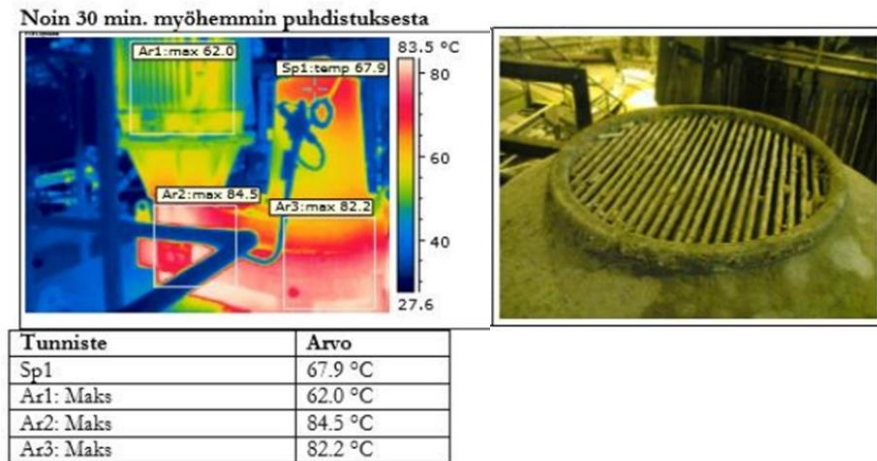 Noin 30 min. myöhemmin puhdistuksesta
Ar1:max 62.0
Sp1:temp 67.9
Ar2:max 84.5
Ar3:max 82.2
83.5 °C
80
60
40
27.6
Tunniste Arvo
Sp1 67.9 °C
Ar1: Maks 62.0 °C
Ar2: Maks 84.5 °C
Ar3: Maks 82.2 °C